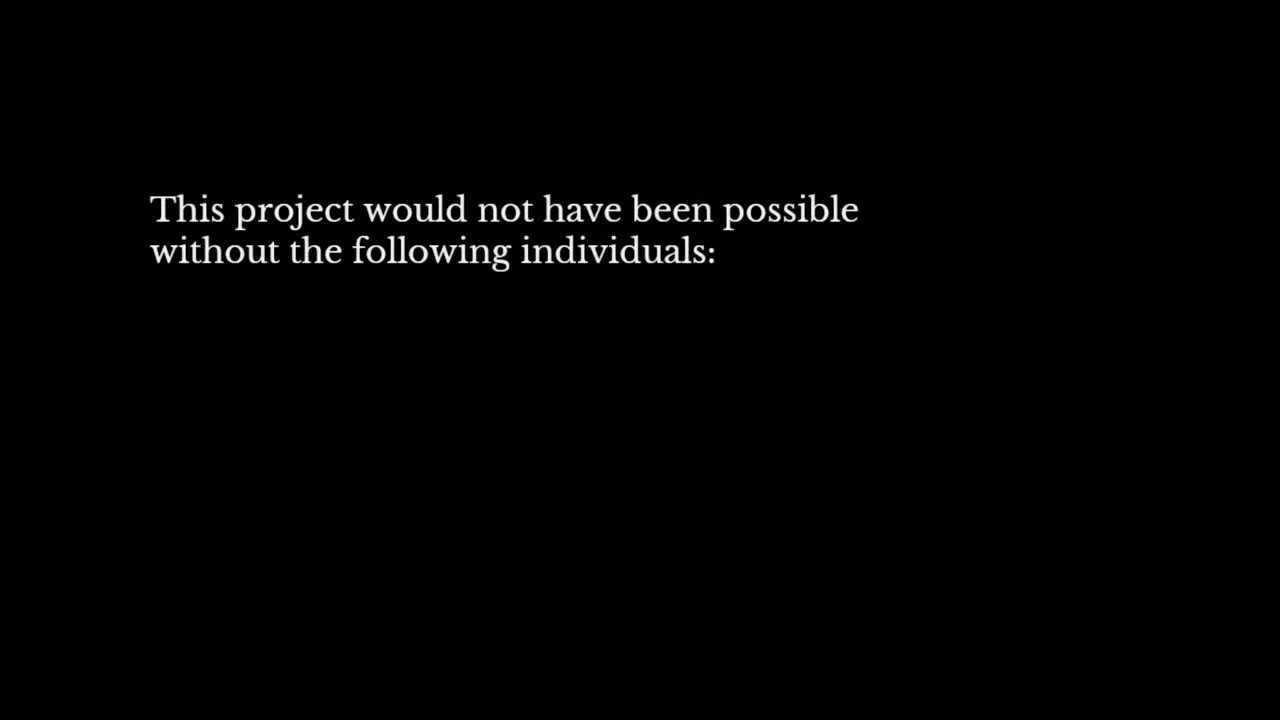 This project would not have been possible
without the following individuals: